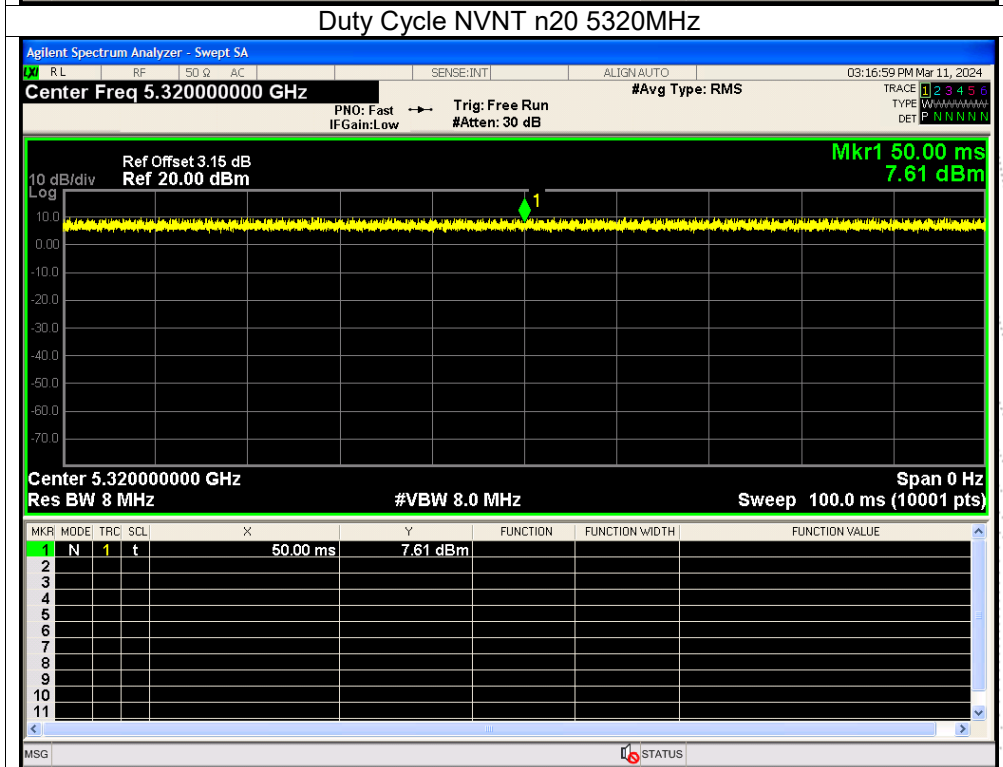 Duty Cycle NVNT n20 5320MHz
Agilent Spectrum Analyzer - Swept SA
LXI RL RF 50 Ω AC SENSE:INT ALIGN AUTO 03:16:59 PM Mar 11, 2024
Center Freq 5.320000000 GHz #Avg Type: RMS TRACE 1 2 3 4 5 6
PNO: Fast Trig: Free Run TYPE WWWWWW
IFGain:Low #Atten: 30 dB DET P N N N N N
Mkr1 50.00 ms
Ref Offset 3.15 dB
10 dB/div Ref 20.00 dBm 7.61 dBm
Log
1
10.0
0.00
-10.0
-20.0
-30.0
-40.0
-50.0
-60.0
-70.0
Center 5.320000000 GHz Span 0 Hz
Res BW 8 MHz #VBW 8.0 MHz Sweep 100.0 ms (10001 pts)
MKR MODE TRC SCL X Y FUNCTION FUNCTION WIDTH FUNCTION VALUE
1 N 1 t 50.00 ms 7.61 dBm
2
3
4
5
6
7
8
9
10
11
MSG STATUS